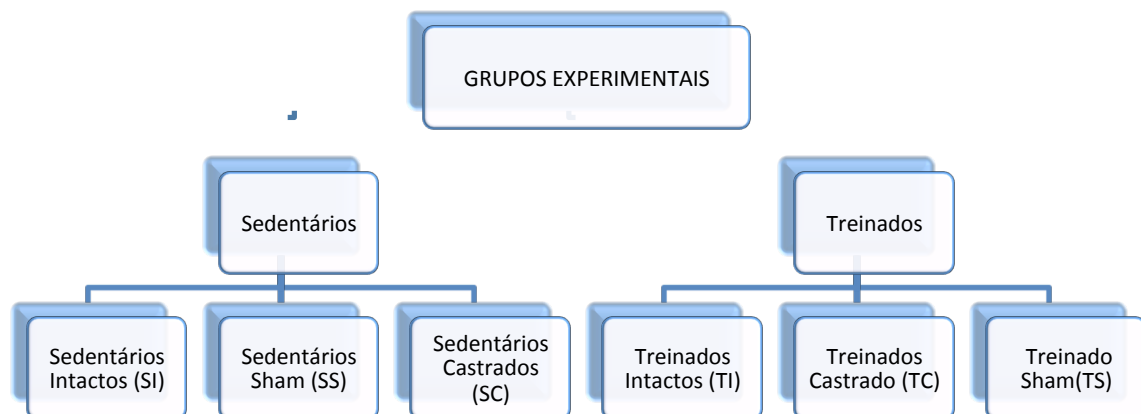 GRUPOS EXPERIMENTAIS
Sedentários
Treinados
Sedentários
Intactos (SI)
Sedentários
Sham (SS)
Sedentários
Castrados
(SC)
Treinados
Intactos (TI)
Treinados
Castrado (TC)
Treinado
Sham(TS)